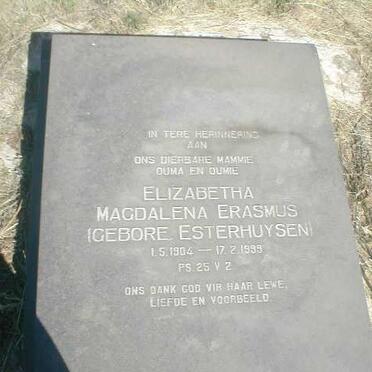 IN TERE HERINNERING
AAN
ONS DIERBARE MAMMIE
OUMA EN OUMIE
ELIZABETHA
MAGDALENA ERASMUS
(GEBORE ESTERHUYSEN)
1.5.1904 — 17.2.1999
PS. 25 V 2
ONS DANK GOD VIR HAAR LEWE,
LIEFDE EN VOORBEELD.